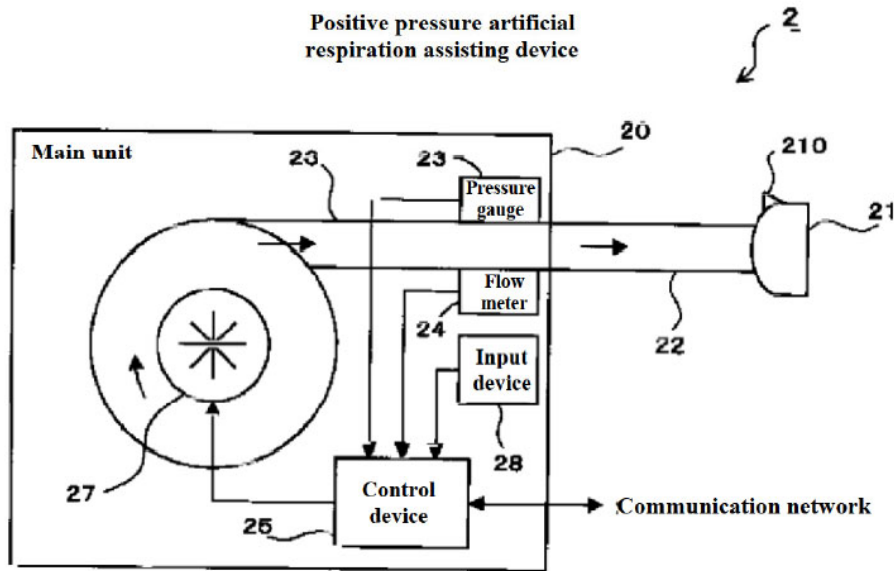 Positive pressure artificial
respiration assisting device
2
Main unit
20
23
20
210
Pressure
gauge
21
Flow
meter
24
22
Input
device
28
27
Control
device
25
Communication network